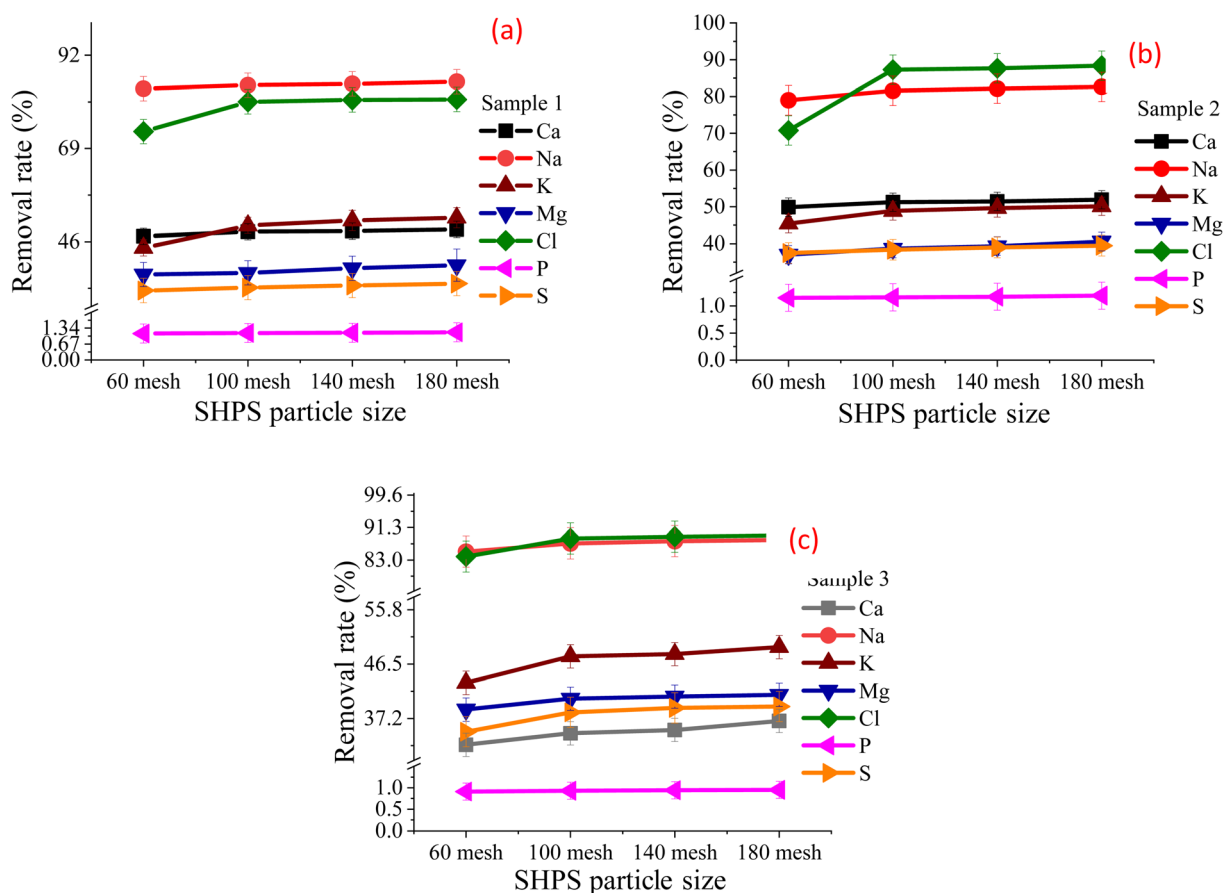 (a)
Removal rate (%)
92
69
46
1.34
0.67
0.00
Sample 1
Ca
Na
K
Mg
Cl
P
S
60 mesh 100 mesh 140 mesh 180 mesh
SHPS particle size
(b)
Removal rate (%)
100
90
80
70
60
50
40
1.0
0.5
0.0
Sample 2
Ca
Na
K
Mg
Cl
P
S
60 mesh 100 mesh 140 mesh 180 mesh
SHPS particle size
(c)
Removal rate (%)
99.6
91.3
83.0
55.8
46.5
37.2
1.0
0.5
0.0
Sample 3
Ca
Na
K
Mg
Cl
P
S
60 mesh 100 mesh 140 mesh 180 mesh
SHPS particle size